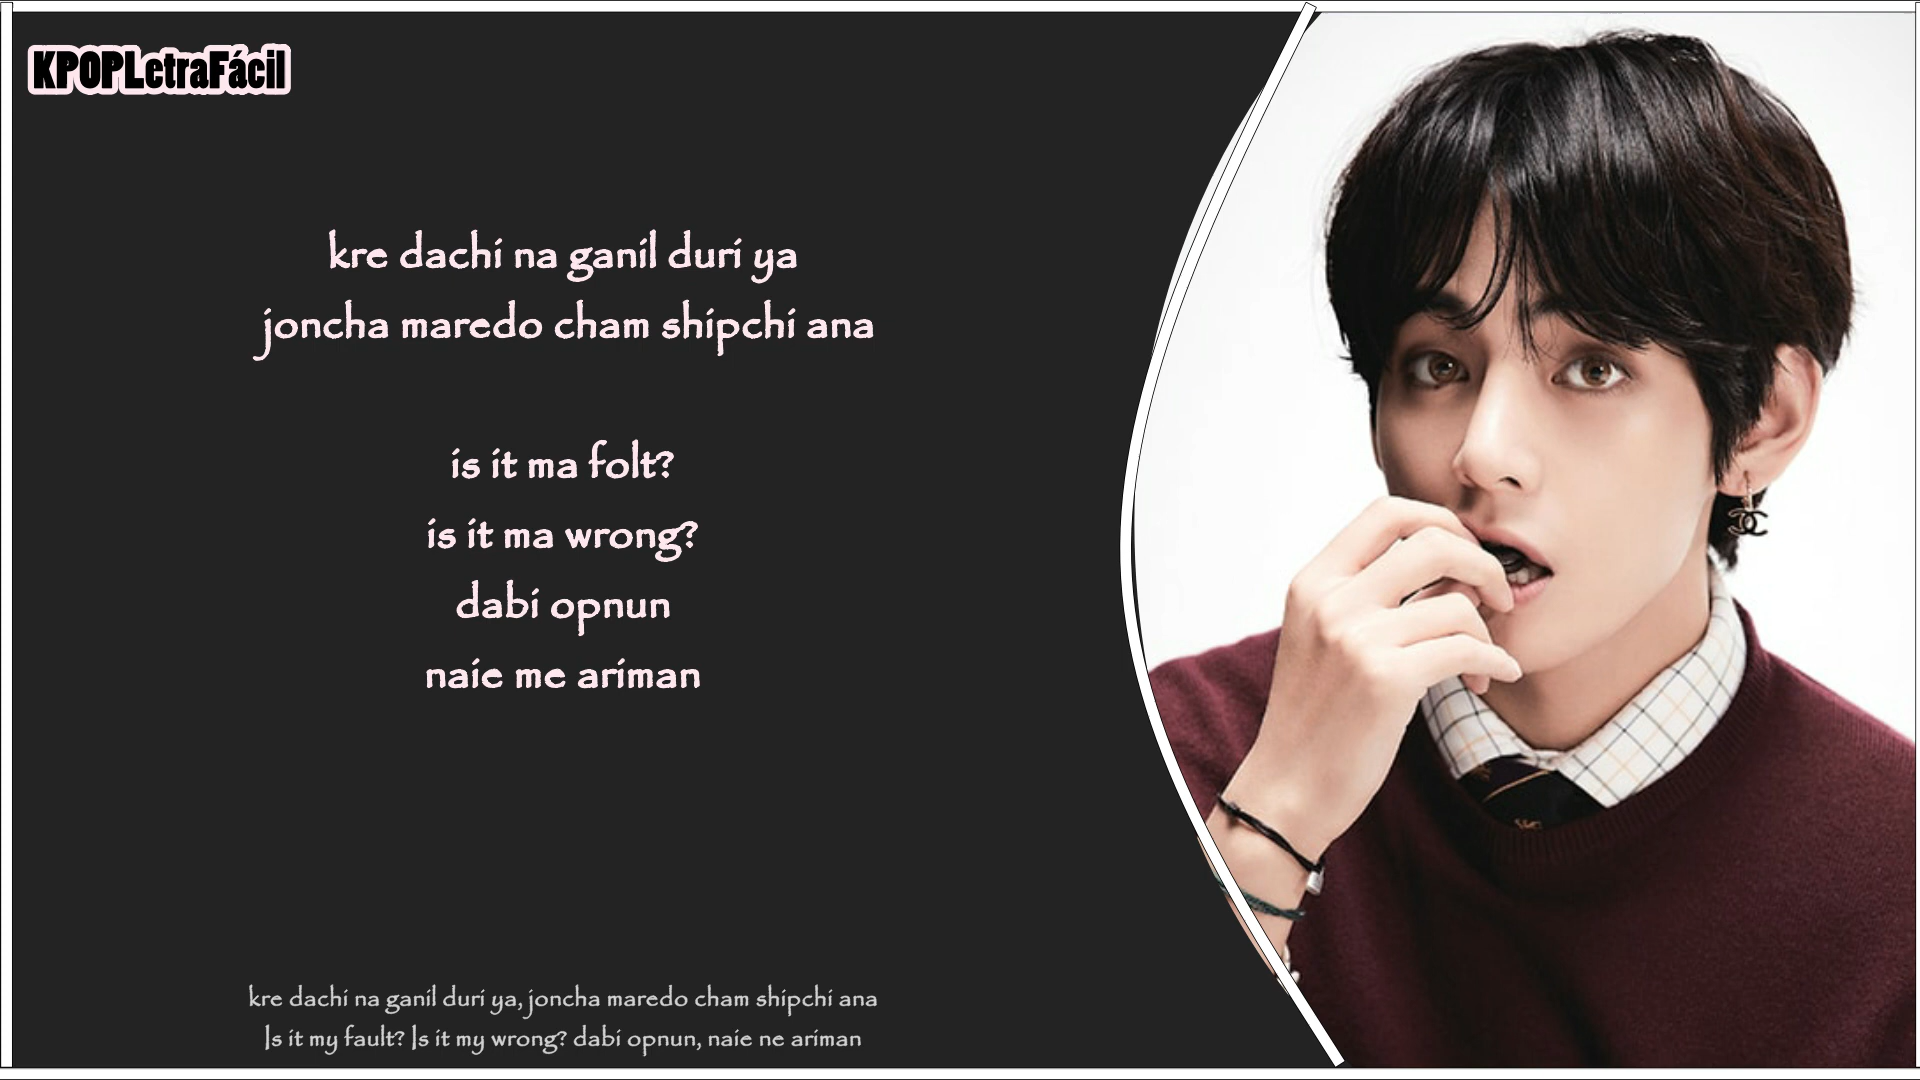 KPOPLetraFácil
kre dachi na ganil duri ya
joncha maredo cham shipchi ana
is it ma folt?
is it ma wrong?
dabi opnun
naie me ariman
kre dachi na ganil duri ya, joncha maredo cham shipchi ana
Is it my fault? Is it my wrong? dabi opnun, naie ne ariman